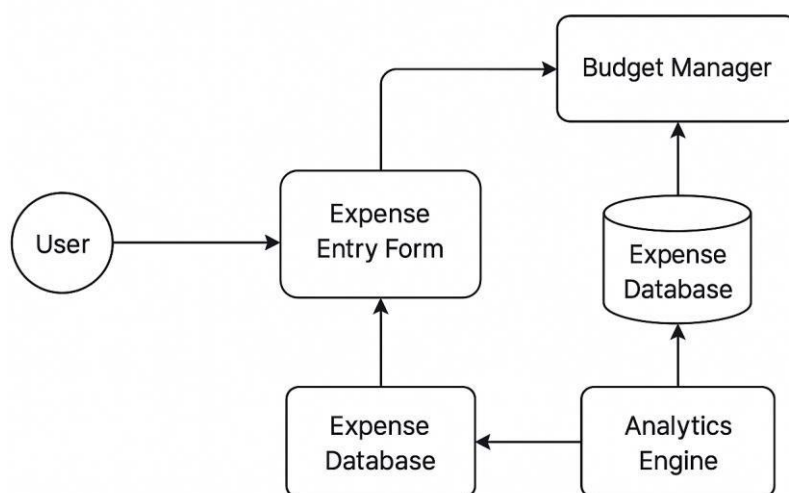 Budget Manager
User
Expense
Entry Form
Expense
Database
Expense
Database
Analytics
Engine